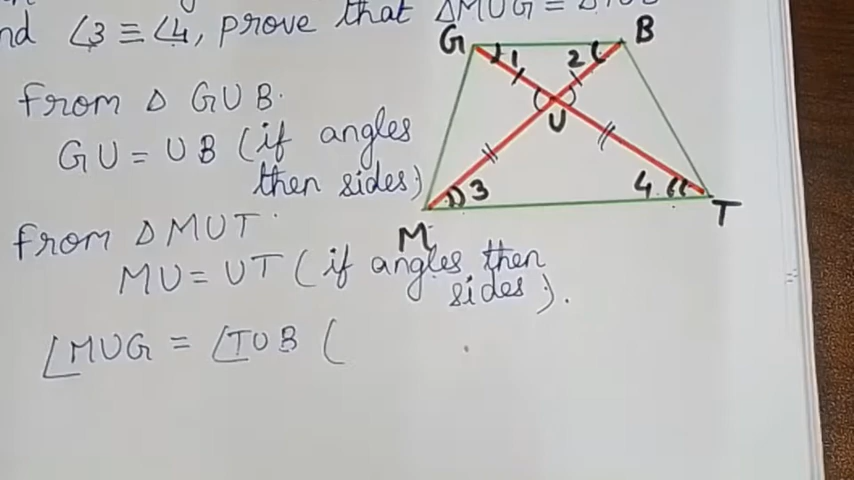 nd ∠3 ≡ ∠4, prove that ΔMUG ≡
from Δ GUB.
GU = UB (if angles
then sides)
from Δ MUT.
MU = UT (if angles then
sides).
∠MUG = ∠TUB (
G
B
1
2
U
3
4
M
T